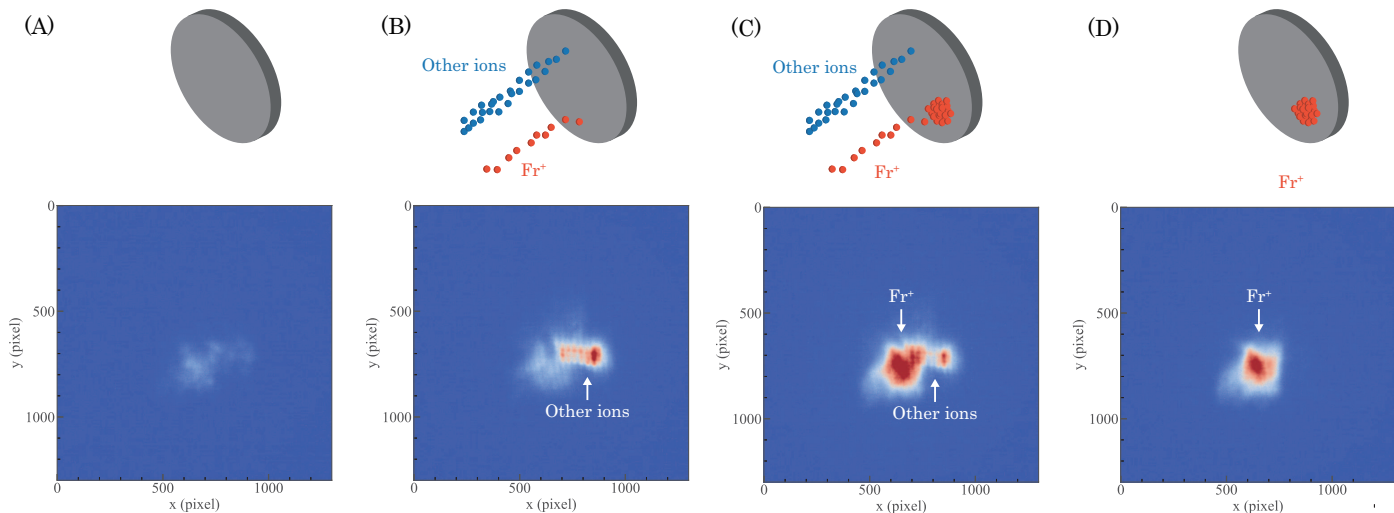 (A)
(B)
(C)
(D)
Other ions
Fr⁺
Other ions
Fr⁺
Fr⁺
0
500
1000
y (pixel)
0
500
1000
x (pixel)
Other ions
0
500
1000
y (pixel)
0
500
1000
x (pixel)
Fr⁺
Other ions
0
500
1000
y (pixel)
0
500
1000
x (pixel)
Fr⁺
0
500
1000
y (pixel)
0
500
1000
x (pixel)